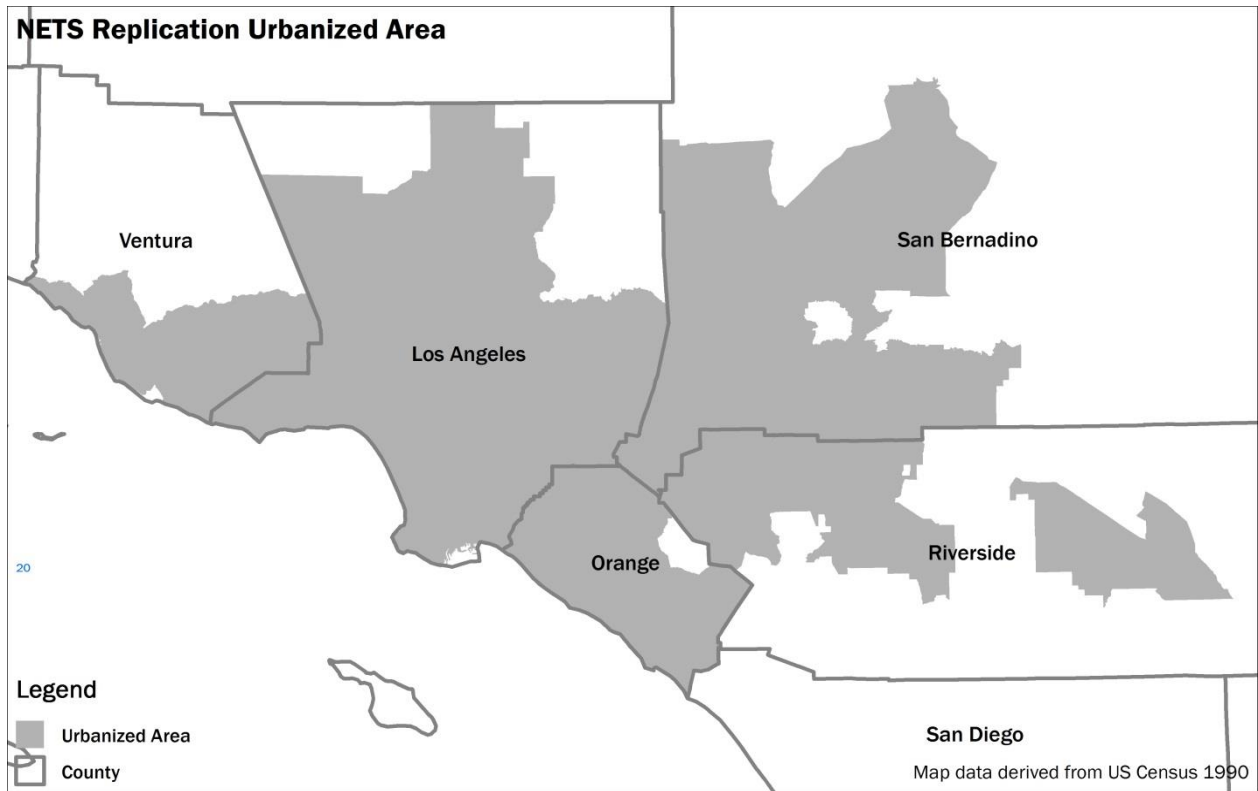 NETS Replication Urbanized Area
Ventura
San Bernadino
Los Angeles
Orange
Riverside
20
Legend
Urbanized Area
County
San Diego
Map data derived from US Census 1990